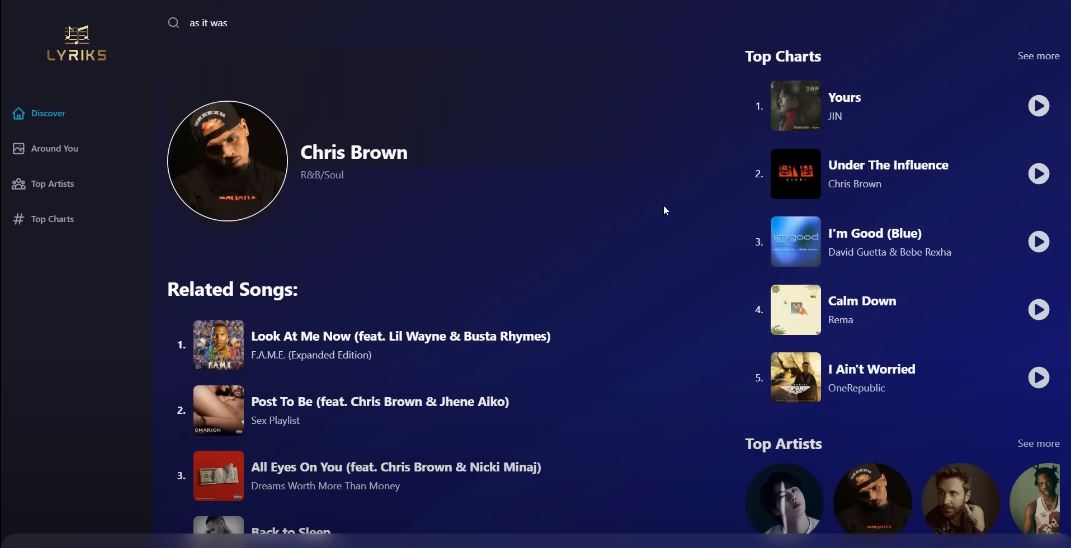 LYRIKS
Discover
Around You
Top Artists
Top Charts
as it was
Chris Brown
R&B/Soul
Related Songs:
1.
F.A.M.E
Look At Me Now (feat. Lil Wayne & Busta Rhymes)
F.A.M.E. (Expanded Edition)
2.
OMARION
Post To Be (feat. Chris Brown & Jhene Aiko)
Sex Playlist
3.
All Eyes On You (feat. Chris Brown & Nicki Minaj)
Dreams Worth More Than Money
Back to Sleep
Top Charts
See more
1.
Yours
JIN
2.
Under The Influence
Chris Brown
3.
i'm good
I'm Good (Blue)
David Guetta & Bebe Rexha
4.
Calm Down
Rema
5.
I Ain't Worried
OneRepublic
Top Artists
See more